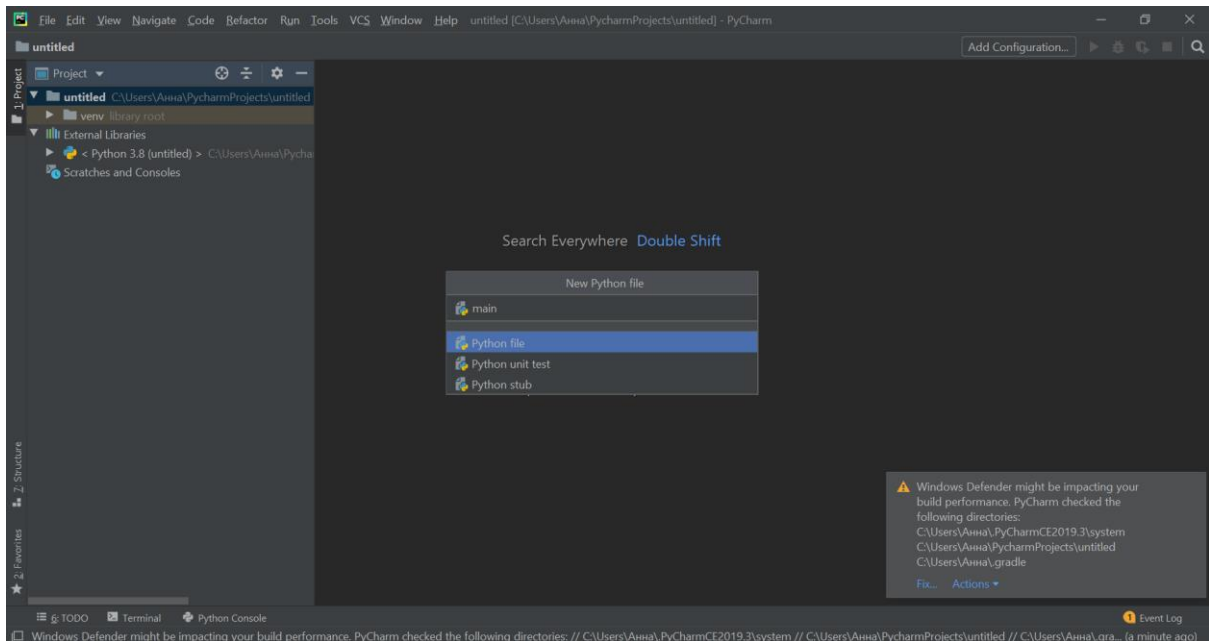 File Edit View Navigate Code Refactor Run Tools VCS Window Help untitled [C:\Users\Анна\PycharmProjects\untitled] - PyCharm
untitled
Add Configuration...
1: Project
Project
untitled C:\Users\Анна\PycharmProjects\untitled
venv library root
External Libraries
< Python 3.8 (untitled) > C:\Users\Анна\Pycha
Scratches and Consoles
Search Everywhere Double Shift
New Python file
main
Python file
Python unit test
Python stub
7: Structure
2: Favorites
Windows Defender might be impacting your
build performance. PyCharm checked the
following directories:
C:\Users\Анна\.PyCharmCE2019.3\system
C:\Users\Анна\PycharmProjects\untitled
C:\Users\Анна\.gradle
Fix... Actions
6: TODO Terminal Python Console
1 Event Log
Windows Defender might be impacting your build performance. PyCharm checked the following directories: // C:\Users\Анна\.PyCharmCE2019.3\system // C:\Users\Анна\PycharmProjects\untitled // C:\Users\Анна\.gra... (a minute ago)